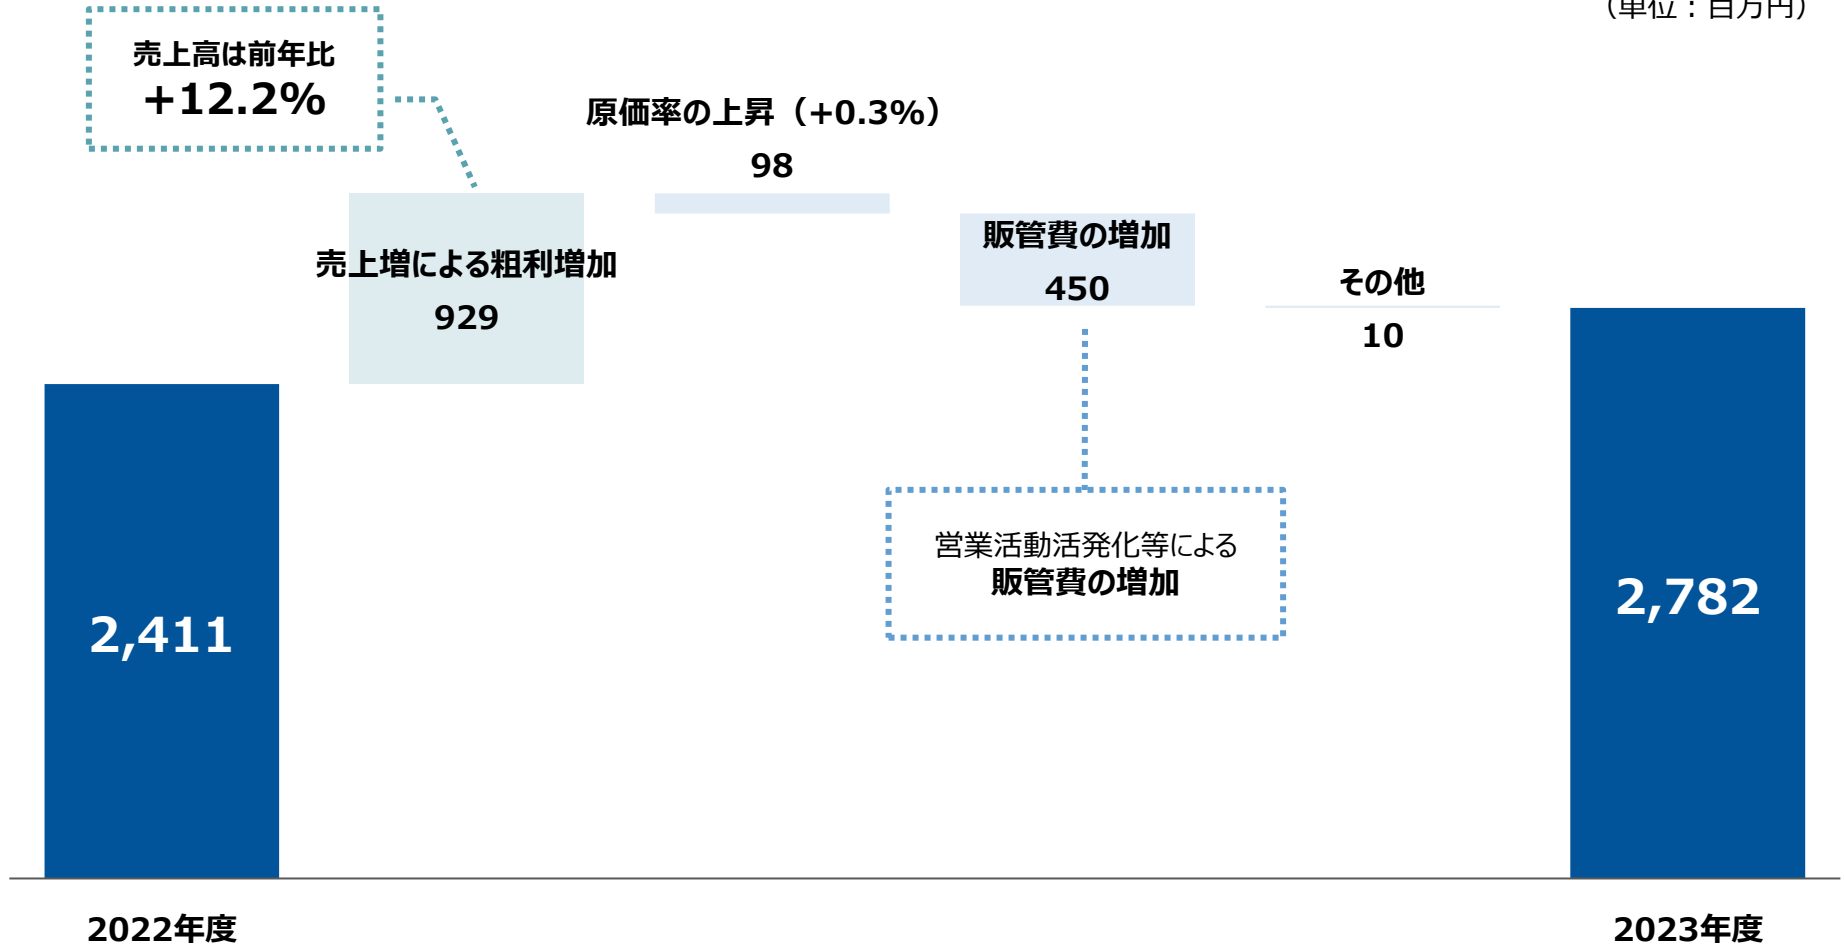 （単位：百万円）
売上高は前年比
+12.2%
原価率の上昇（+0.3%）
98
売上増による粗利増加
929
販管費の増加
450
その他
10
営業活動活発化等による
販管費の増加
2,411
2,782
2022年度
2023年度